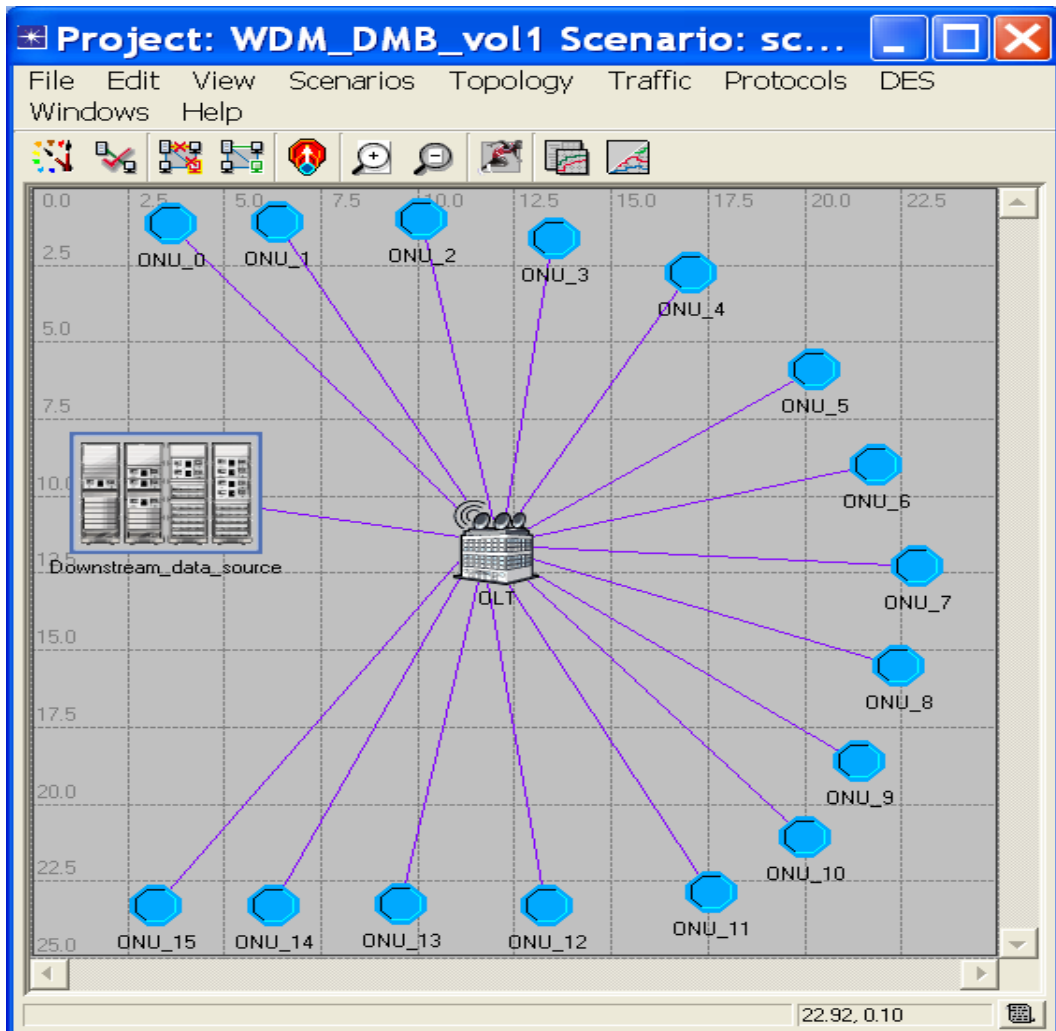 Project: WDM_DMB_vol1 Scenario: sc...
File Edit View Scenarios Topology Traffic Protocols DES
Windows Help
0.0 2.5 5.0 7.5 10.0 12.5 15.0 17.5 20.0 22.5
ONU_0 ONU_1 ONU_2
2.5
ONU_3
ONU_4
5.0
7.5
ONU_5
10.0
ONU_6
12.5
Downstream_data_source
OLT
ONU_7
15.0
ONU_8
17.5
ONU_9
20.0
ONU_10
22.5
ONU_11
25.0
ONU_15 ONU_14 ONU_13 ONU_12
22.92, 0.10